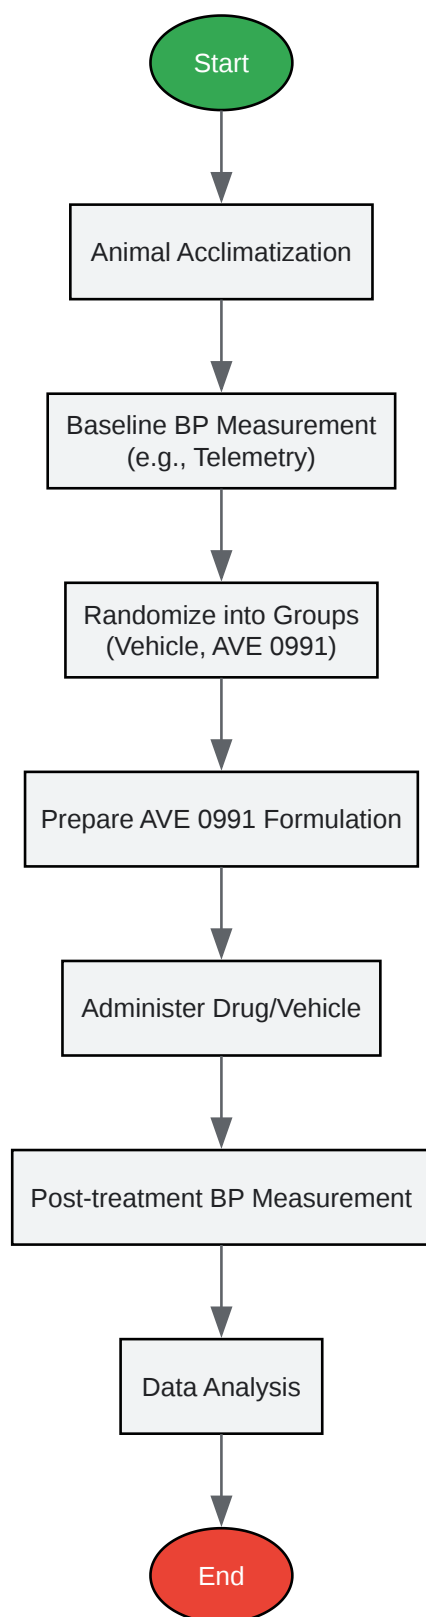 Start
Animal Acclimatization
Baseline BP Measurement
(e.g., Telemetry)
Randomize into Groups
(Vehicle, AVE 0991)
Prepare AVE 0991 Formulation
Administer Drug/Vehicle
Post-treatment BP Measurement
Data Analysis
End